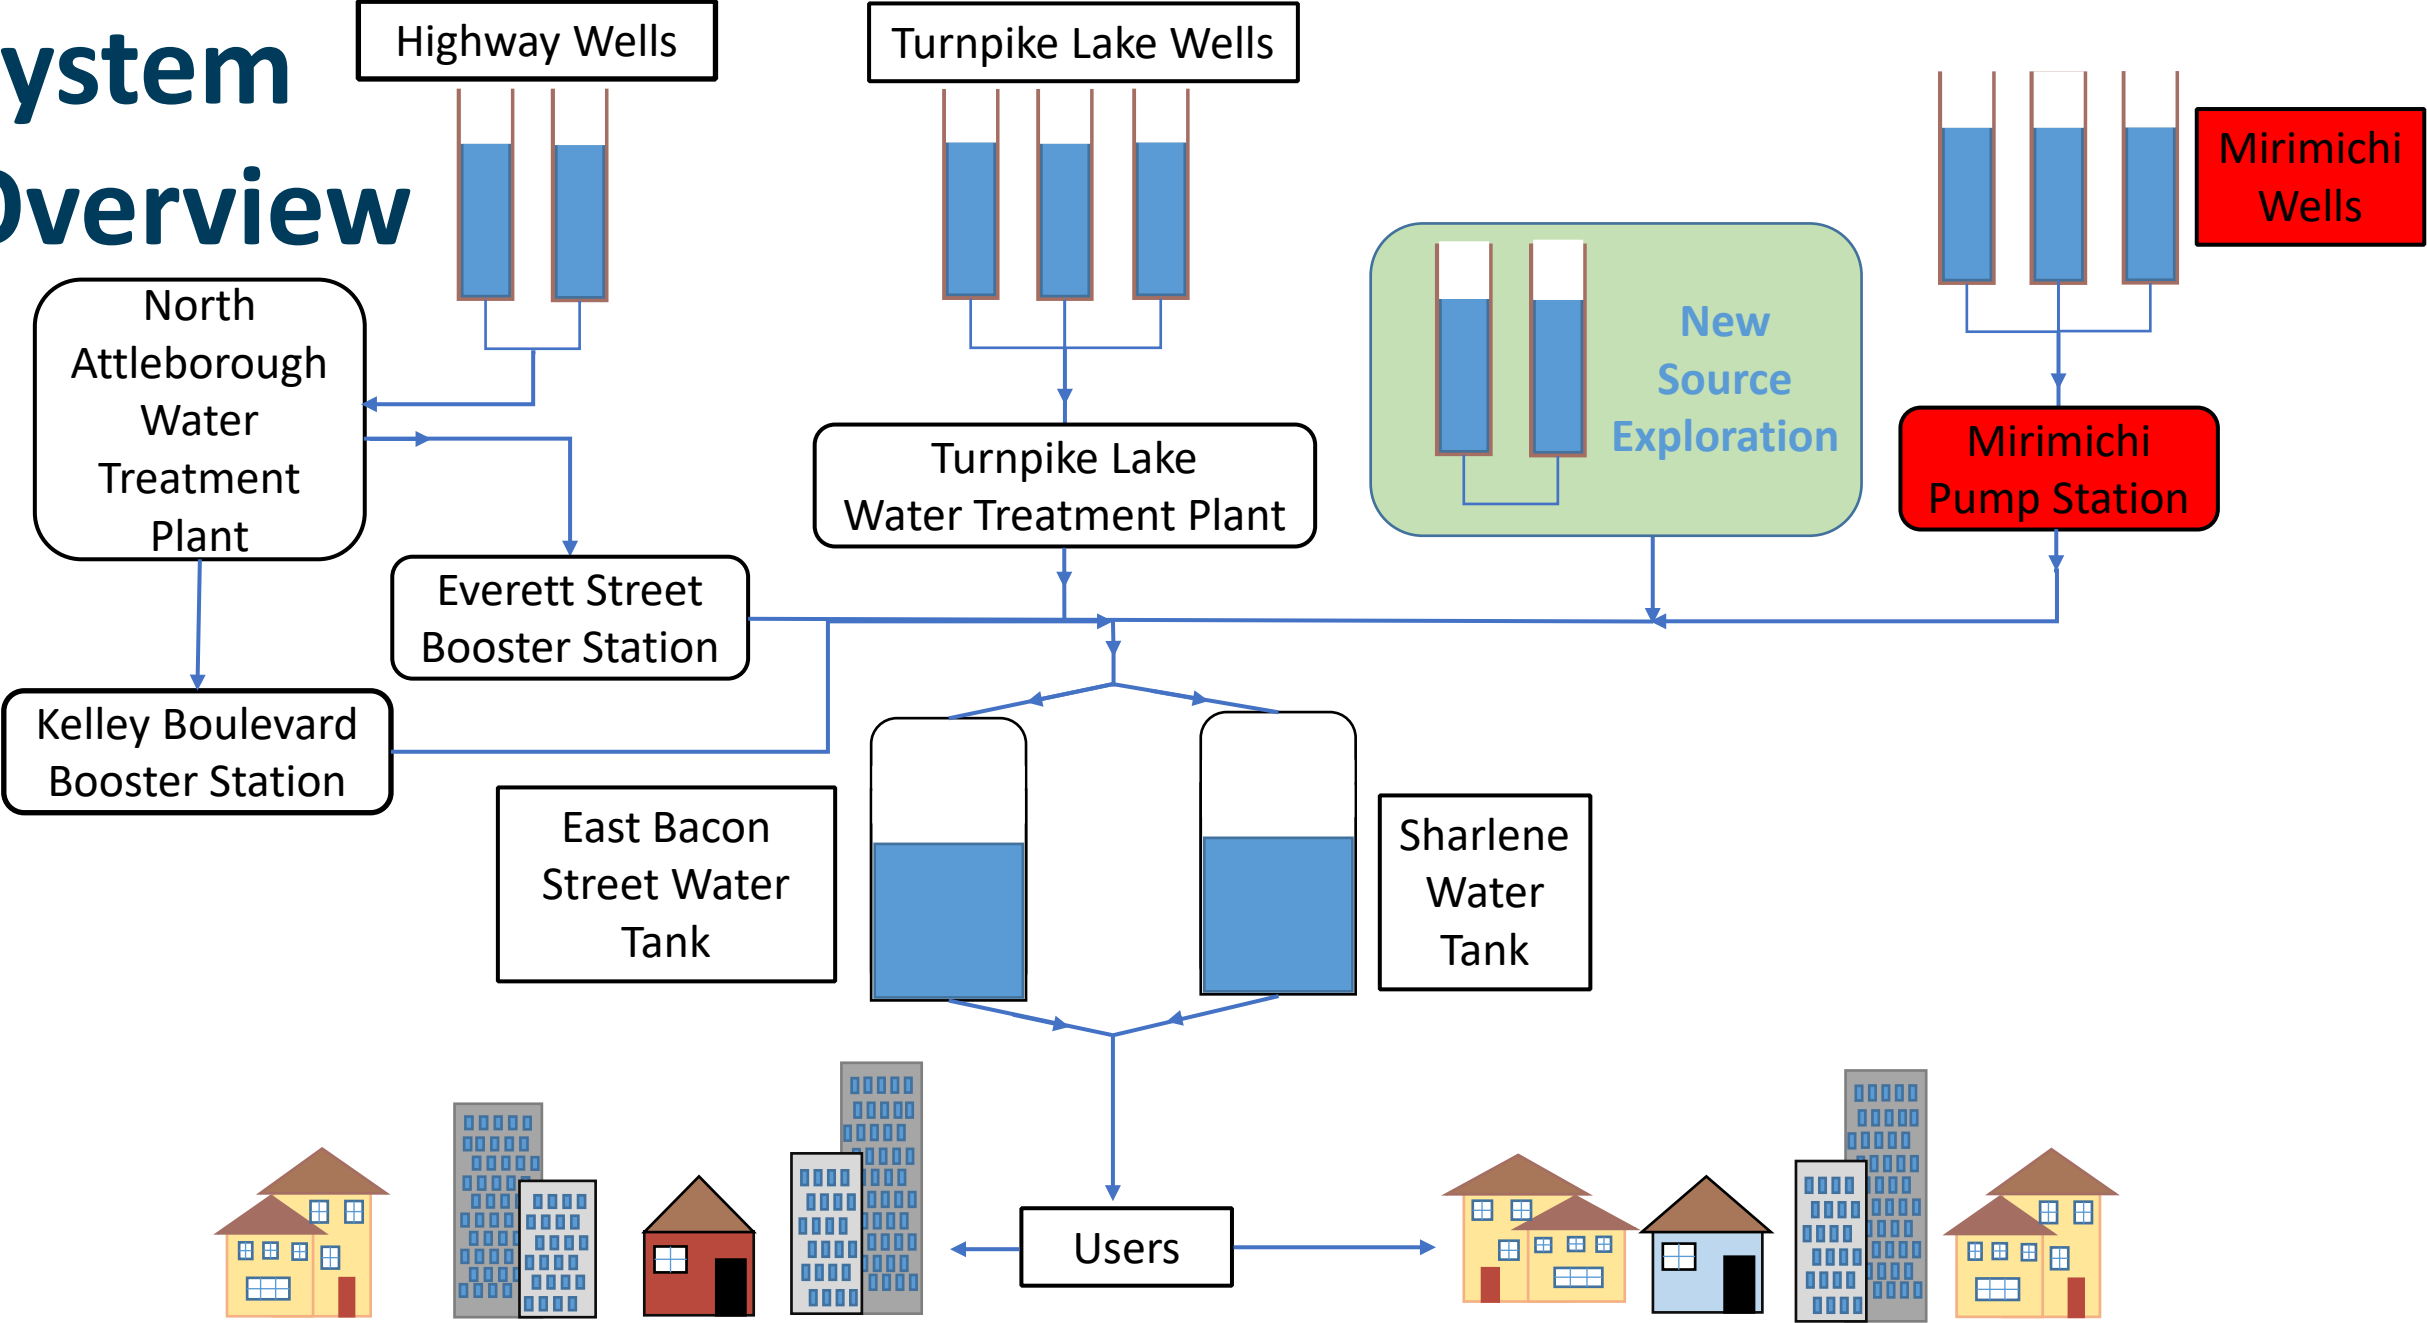 ystem
Overview
Highway Wells
Turnpike Lake Wells
Mirimichi
Wells
North
Attleborough
Water
Treatment
Plant
New
Source
Exploration
Turnpike Lake
Water Treatment Plant
Mirimichi
Pump Station
Everett Street
Booster Station
Kelley Boulevard
Booster Station
East Bacon
Street Water
Tank
Sharlene
Water
Tank
Users